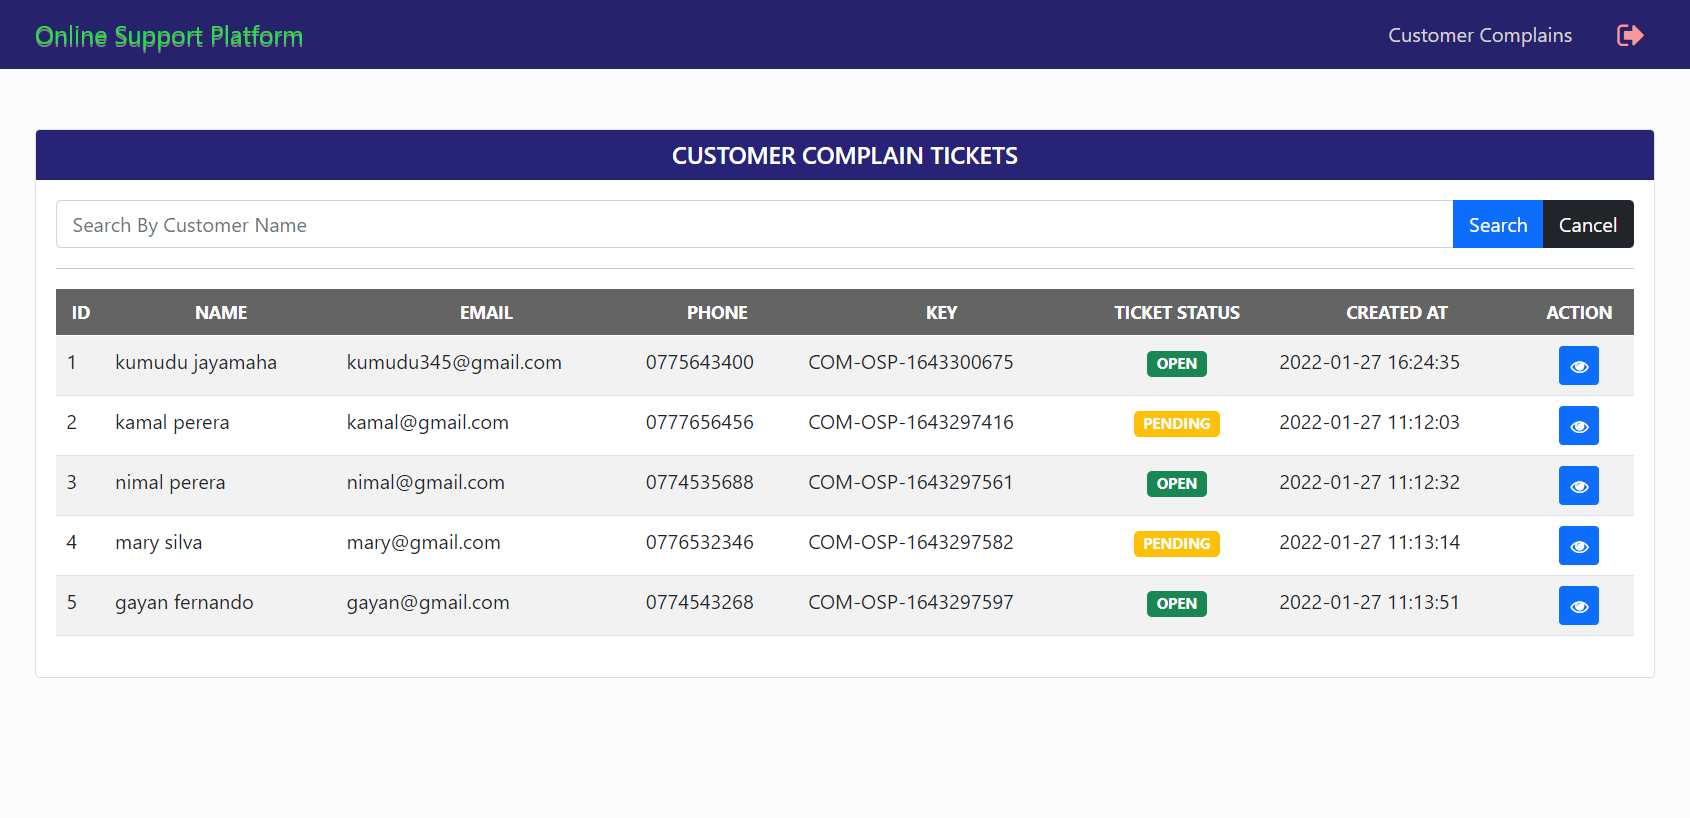 Online Support Platform
Customer Complains
CUSTOMER COMPLAIN TICKETS
Search By Customer Name Search Cancel
ID NAME EMAIL PHONE KEY TICKET STATUS CREATED AT ACTION
1 kumudu jayamaha kumudu345@gmail.com 0775643400 COM-OSP-1643300675 OPEN 2022-01-27 16:24:35
2 kamal perera kamal@gmail.com 0777656456 COM-OSP-1643297416 PENDING 2022-01-27 11:12:03
3 nimal perera nimal@gmail.com 0774535688 COM-OSP-1643297561 OPEN 2022-01-27 11:12:32
4 mary silva mary@gmail.com 0776532346 COM-OSP-1643297582 PENDING 2022-01-27 11:13:14
5 gayan fernando gayan@gmail.com 0774543268 COM-OSP-1643297597 OPEN 2022-01-27 11:13:51